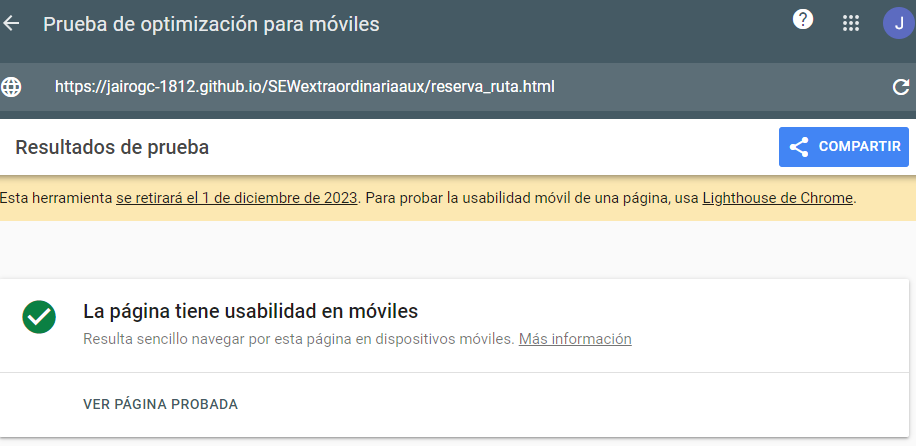 Prueba de optimización para móviles
?
J
https://jairogc-1812.github.io/SEWextraordinariaaux/reserva_ruta.html
Resultados de prueba
COMPARTIR
Esta herramienta se retirará el 1 de diciembre de 2023. Para probar la usabilidad móvil de una página, usa Lighthouse de Chrome.
La página tiene usabilidad en móviles
Resulta sencillo navegar por esta página en dispositivos móviles. Más información
VER PÁGINA PROBADA